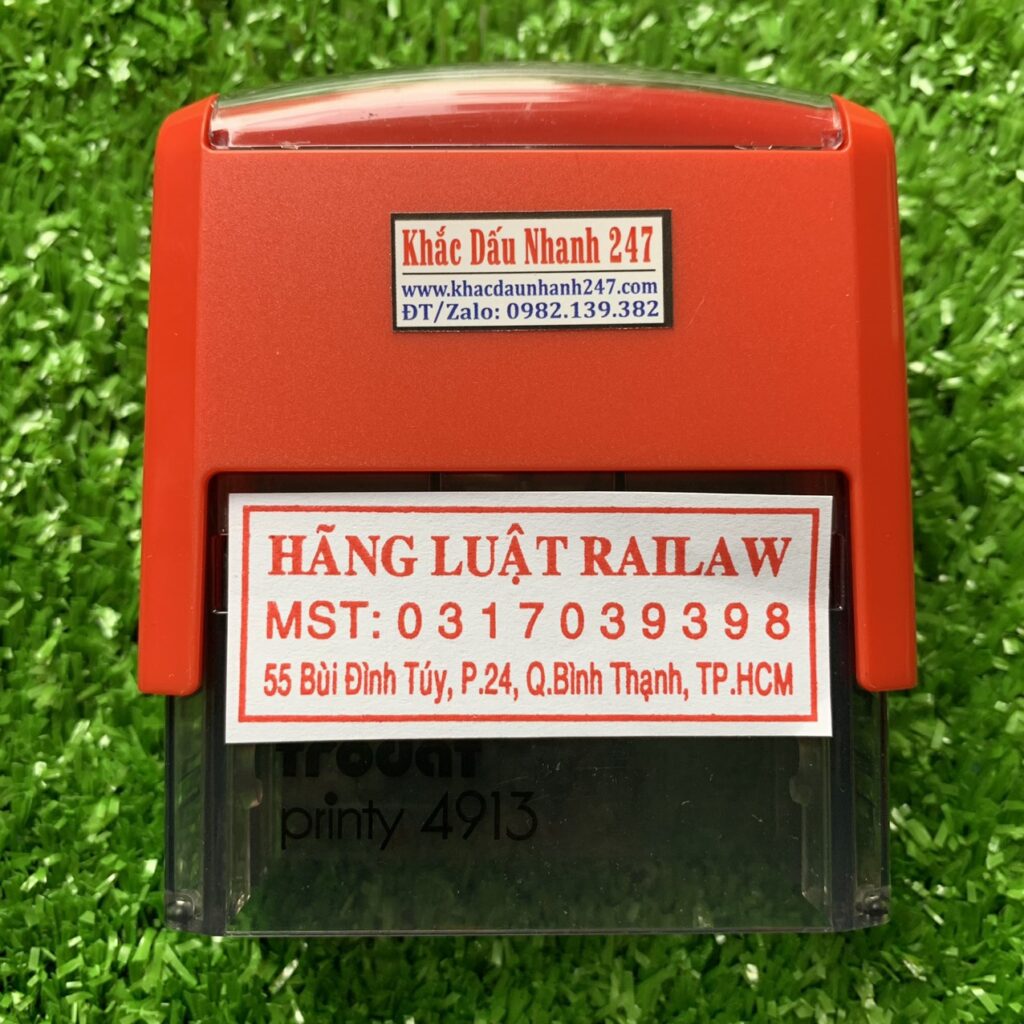 Khắc Dấu Nhanh 247
www.khacdaunhanh247.com
ĐT/Zalo: 0982.139.382
HÃNG LUẬT RAILAW
MST: 0317039398
55 Bùi Đình Túy, P.24, Q.Bình Thạnh, TP.HCM
trodat
printy 4913